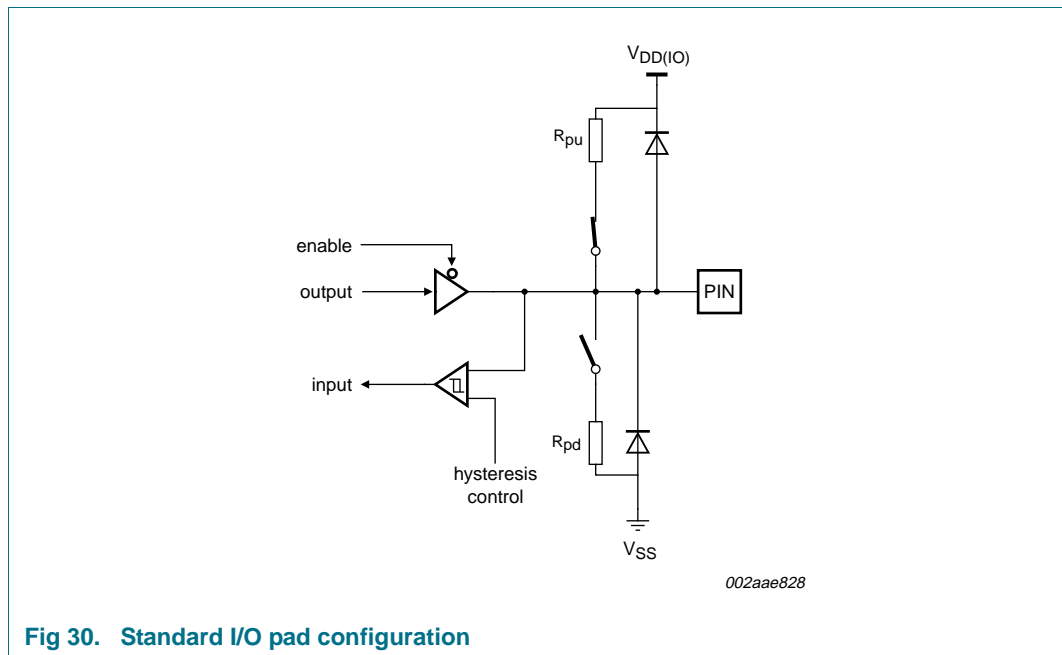 VDD(IO)
Rpu
enable
output
PIN
input
Rpd
hysteresis
control
VSS
002aae828
Fig 30. Standard I/O pad configuration